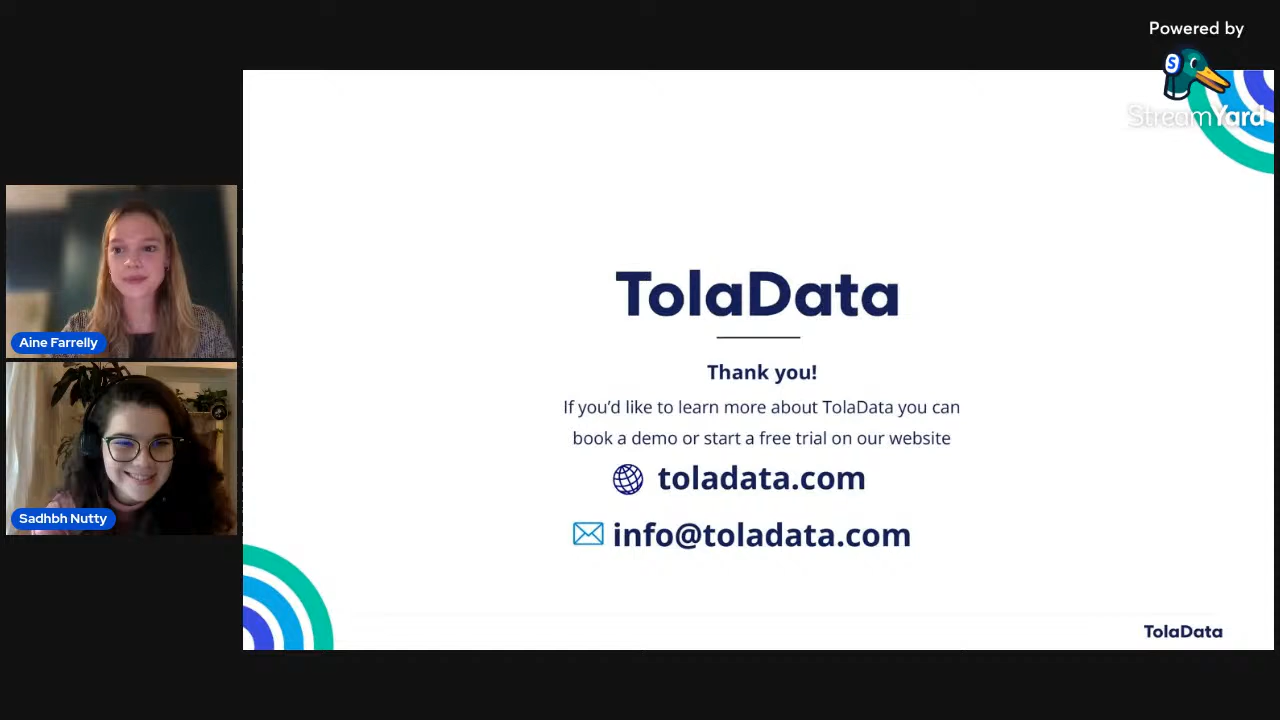 Powered by
StreamYard
Aine Farrelly
Sadhbh Nutty
TolaData
Thank you!
If you’d like to learn more about TolaData you can
book a demo or start a free trial on our website
toladata.com
info@toladata.com
TolaData